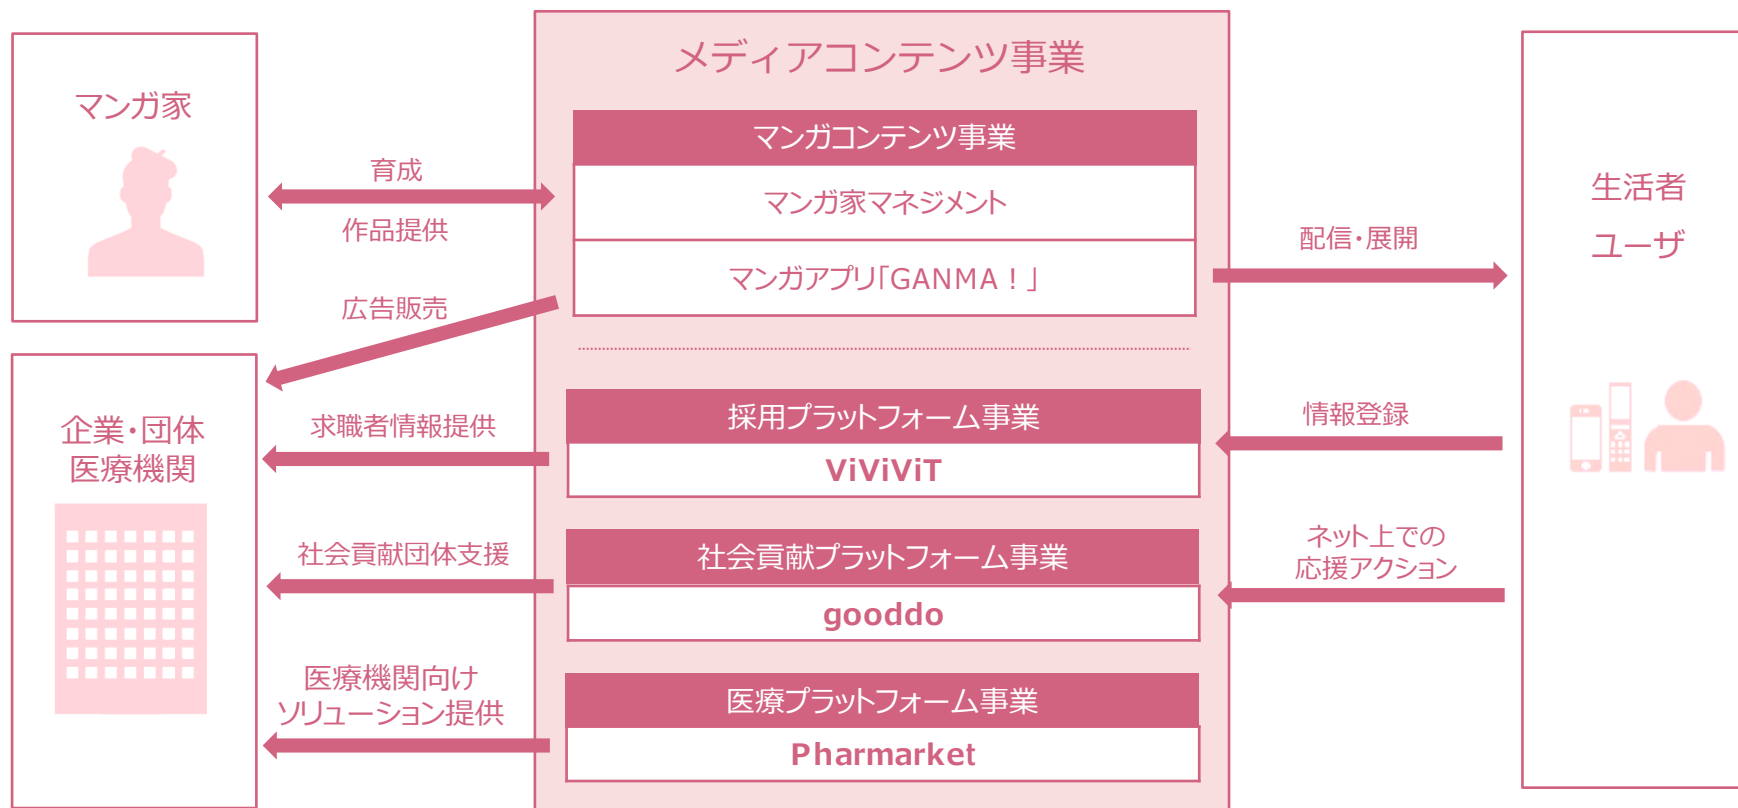 メディアコンテンツ事業
マンガ家
育成
作品提供
広告販売
マンガコンテンツ事業
マンガ家マネジメント
マンガアプリ「GANMA！」
配信・展開
生活者
ユーザ
企業・団体
医療機関
求職者情報提供
採用プラットフォーム事業
ViViViT
情報登録
社会貢献団体支援
社会貢献プラットフォーム事業
gooddo
ネット上での
応援アクション
医療機関向け
ソリューション提供
医療プラットフォーム事業
Pharmarket